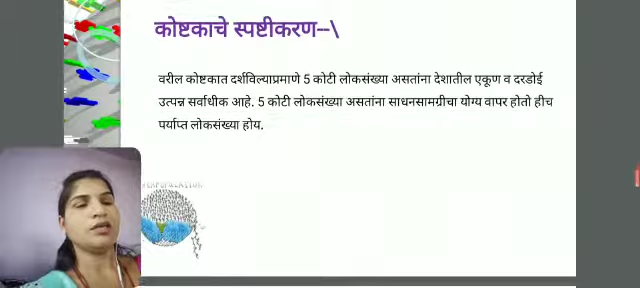 कोष्टकाचे स्पष्टीकरण--\
वरील कोष्टकात दर्शविल्याप्रमाणे 5 कोटी लोकसंख्या असतांना देशातील एकूण व दरडोई
उत्पन्न सर्वाधीक आहे. 5 कोटी लोकसंख्या असतांना साधनसामग्रीचा योग्य वापर होतो हीच
पर्याप्त लोकसंख्या होय.